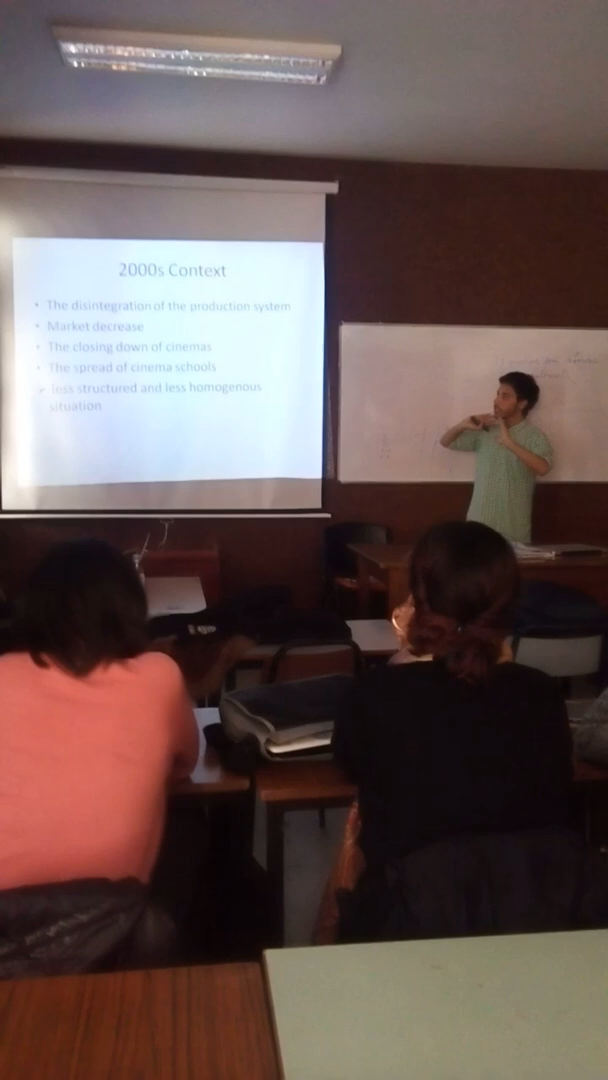 2000s Context
• The disintegration of the production system
• Market decrease
• The closing down of cinemas
• The spread of cinema schools
➢ less structured and less homogenous
situation